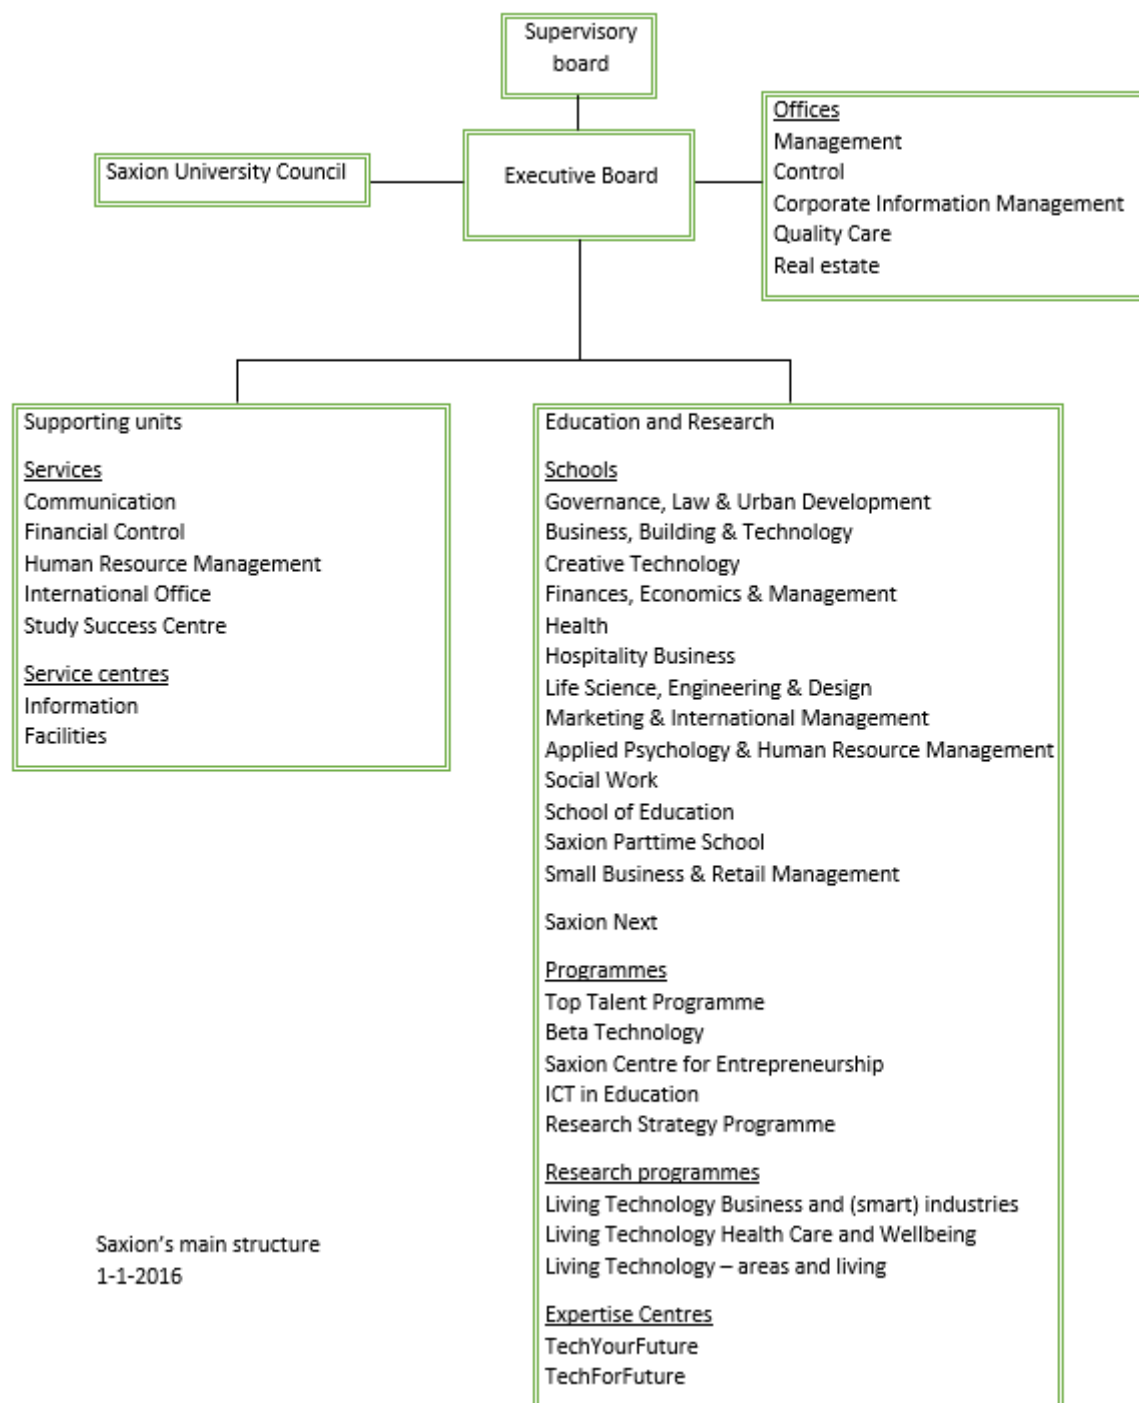 Supervisory
board
Saxion University Council
Executive Board
Offices
Management
Control
Corporate Information Management
Quality Care
Real estate
Supporting units
Services
Communication
Financial Control
Human Resource Management
International Office
Study Success Centre
Service centres
Information
Facilities
Education and Research
Schools
Governance, Law & Urban Development
Business, Building & Technology
Creative Technology
Finances, Economics & Management
Health
Hospitality Business
Life Science, Engineering & Design
Marketing & International Management
Applied Psychology & Human Resource Management
Social Work
School of Education
Saxion Parttime School
Small Business & Retail Management
Saxion Next
Programmes
Top Talent Programme
Beta Technology
Saxion Centre for Entrepreneurship
ICT in Education
Research Strategy Programme
Research programmes
Living Technology Business and (smart) industries
Living Technology Health Care and Wellbeing
Living Technology – areas and living
Expertise Centres
TechYourFuture
TechForFuture
Saxion’s main structure
1-1-2016